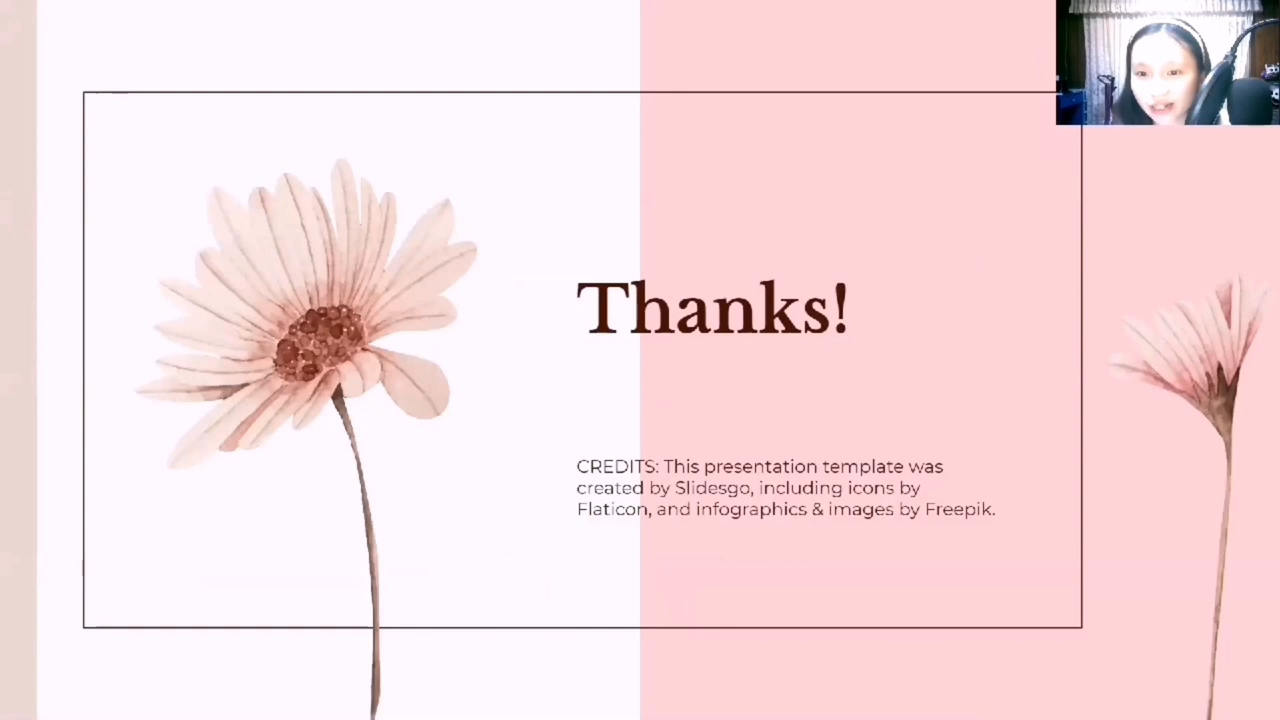 Thanks!
CREDITS: This presentation template was
created by Slidesgo, including icons by
Flaticon, and infographics & images by Freepik.